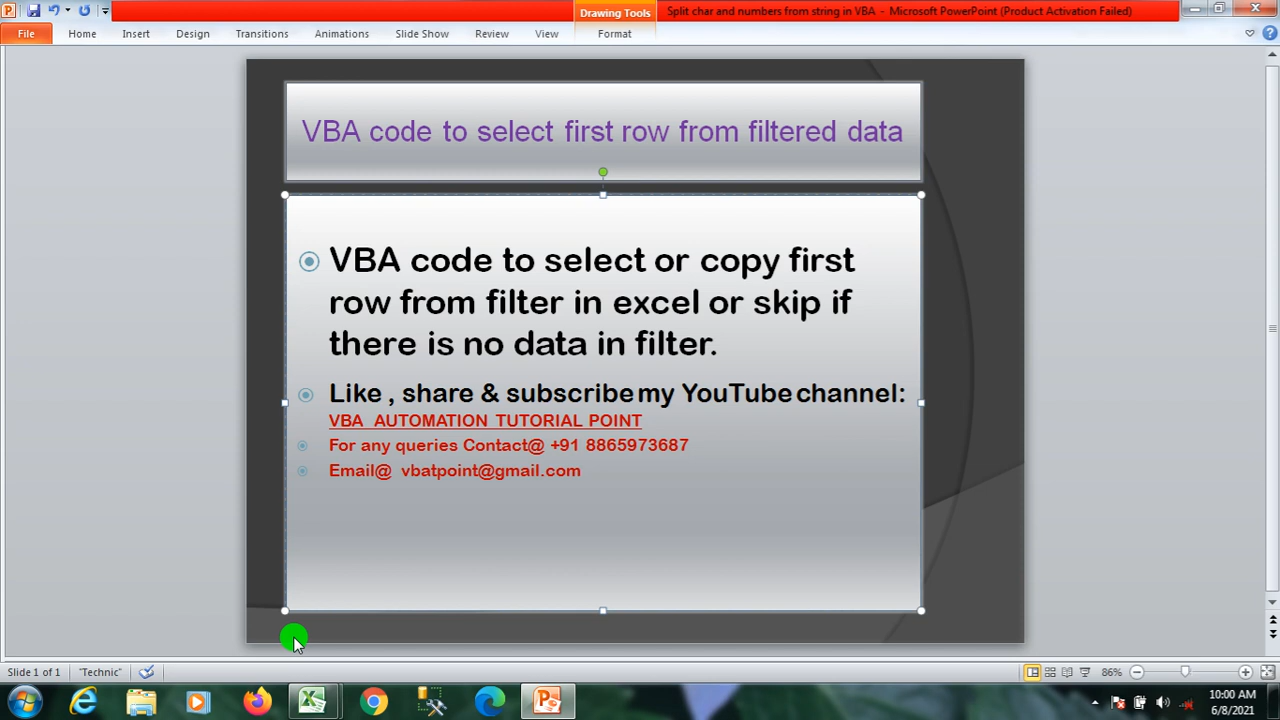 Drawing Tools
Split char and numbers from string in VBA - Microsoft PowerPoint (Product Activation Failed)
File Home Insert Design Transitions Animations Slide Show Review View Format
VBA code to select first row from filtered data
VBA code to select or copy first
row from filter in excel or skip if
there is no data in filter.
Like , share & subscribe my YouTube channel:
VBA AUTOMATION TUTORIAL POINT
For any queries Contact@ +91 8865973687
Email@ vbatpoint@gmail.com
Slide 1 of 1 "Technic" 86%
10:00 AM
6/8/2021